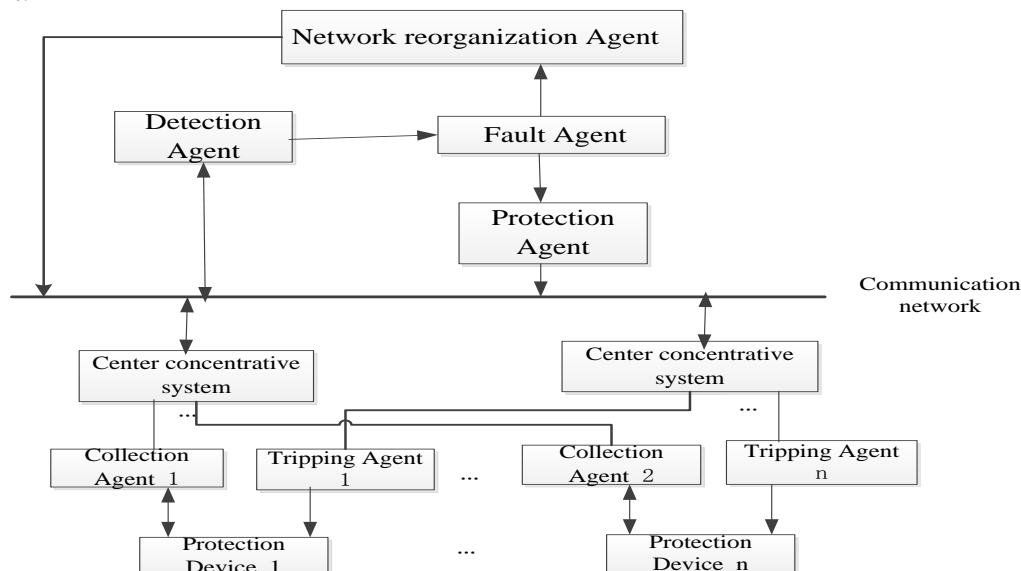 Network reorganization Agent
Detection
Agent
Fault Agent
Protection
Agent
Communication
network
Center concentrative
system
Center concentrative
system
...
...
Collection
Agent 1
Tripping Agent
1
...
Collection
Agent 2
Tripping Agent
n
Protection
Device 1
...
Protection
Device n